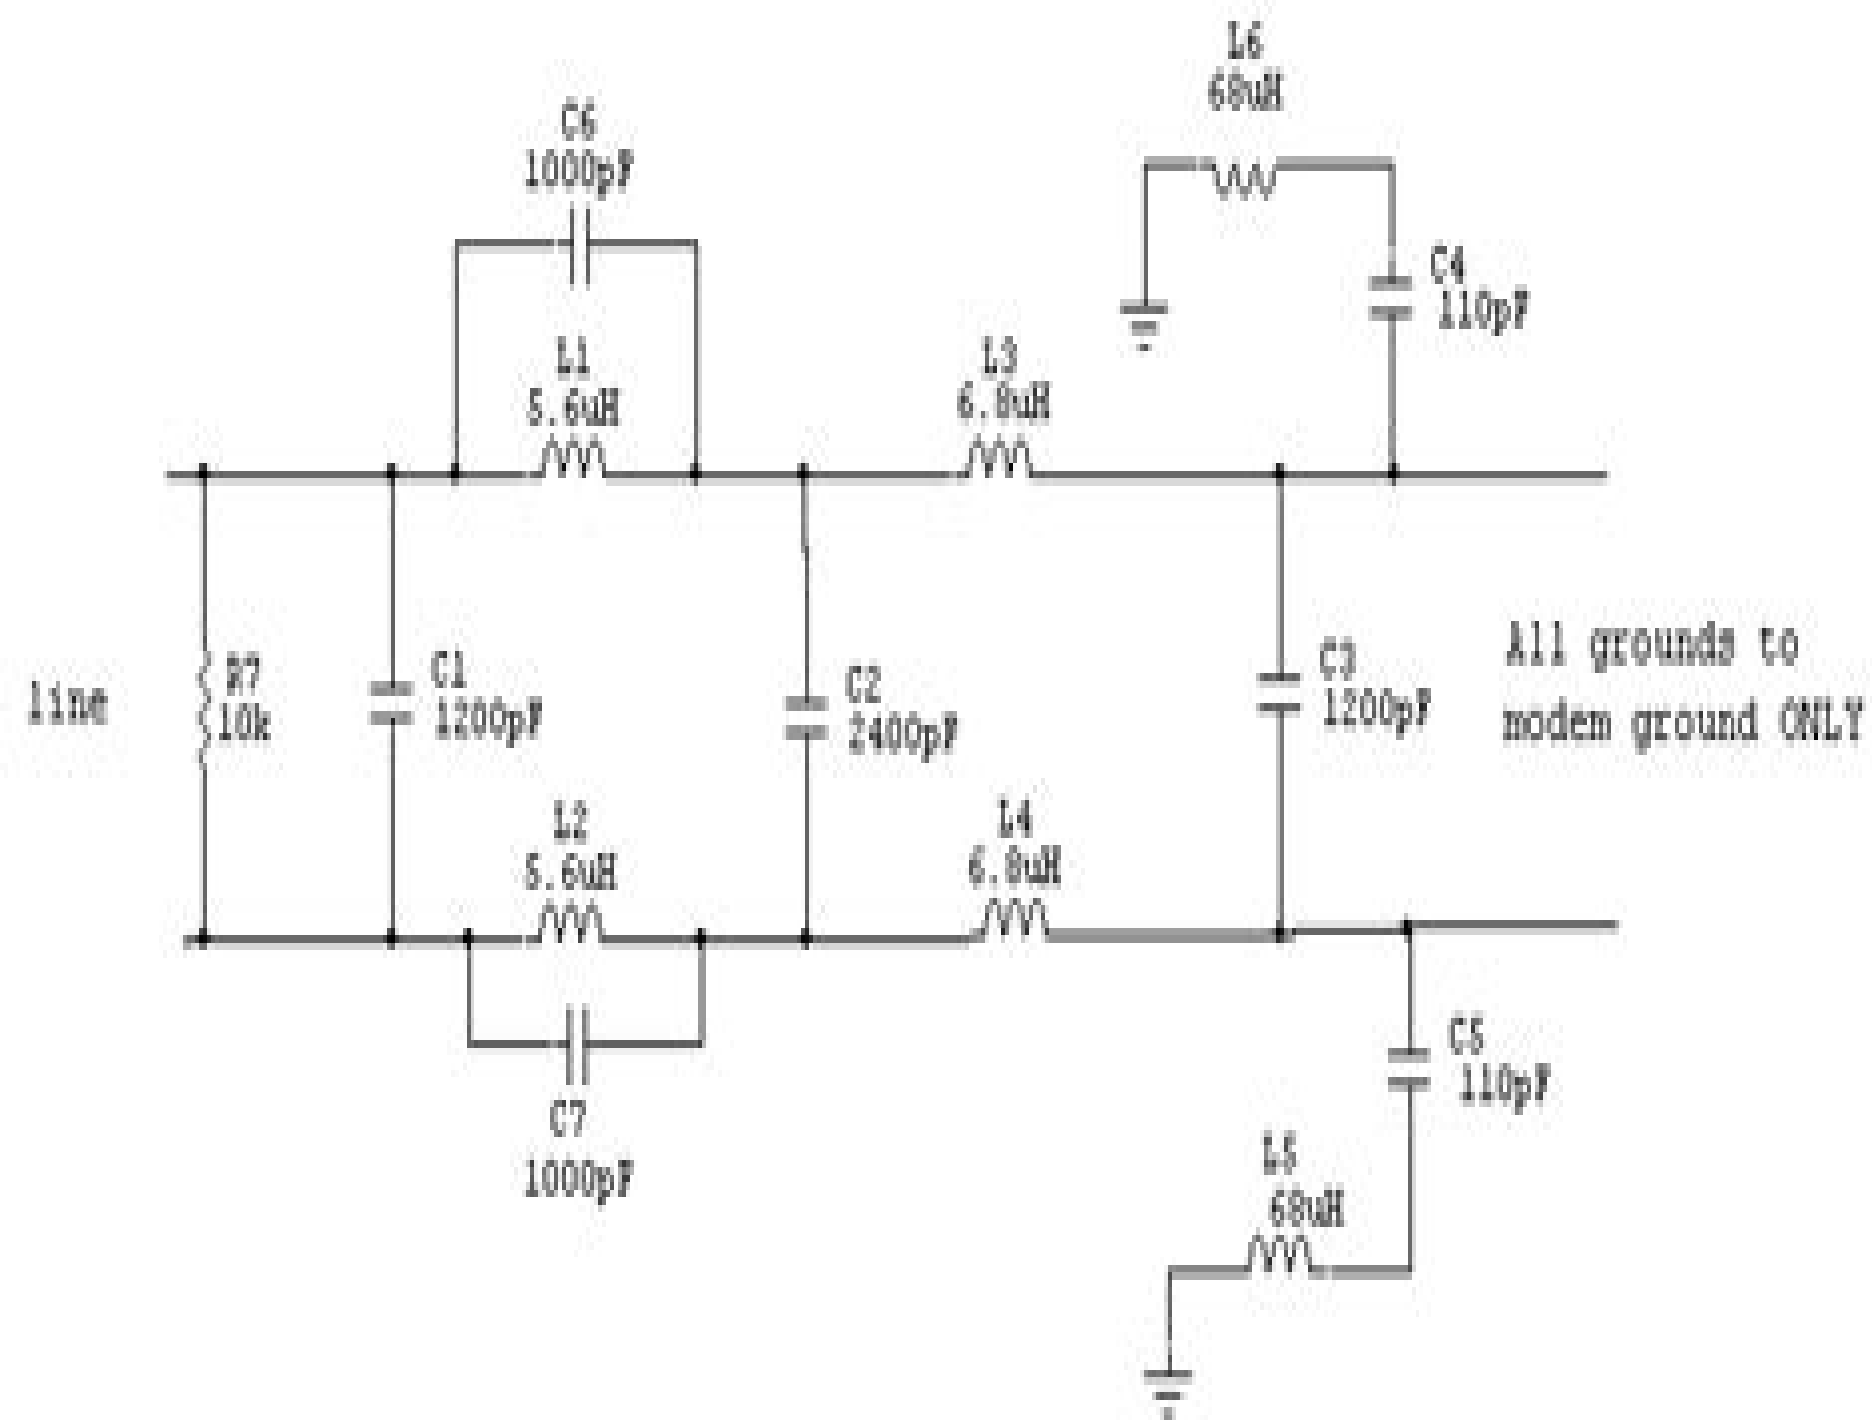 L6
68uH
C6
1000pF
C4
110pF
L1
5.6uH
L3
6.8uH
line
R7
10k
C1
1200pF
C2
2400pF
C3
1200pF
All grounds to
modem ground ONLY
L2
5.6uH
L4
6.8uH
C7
1000pF
C5
110pF
L5
68uH